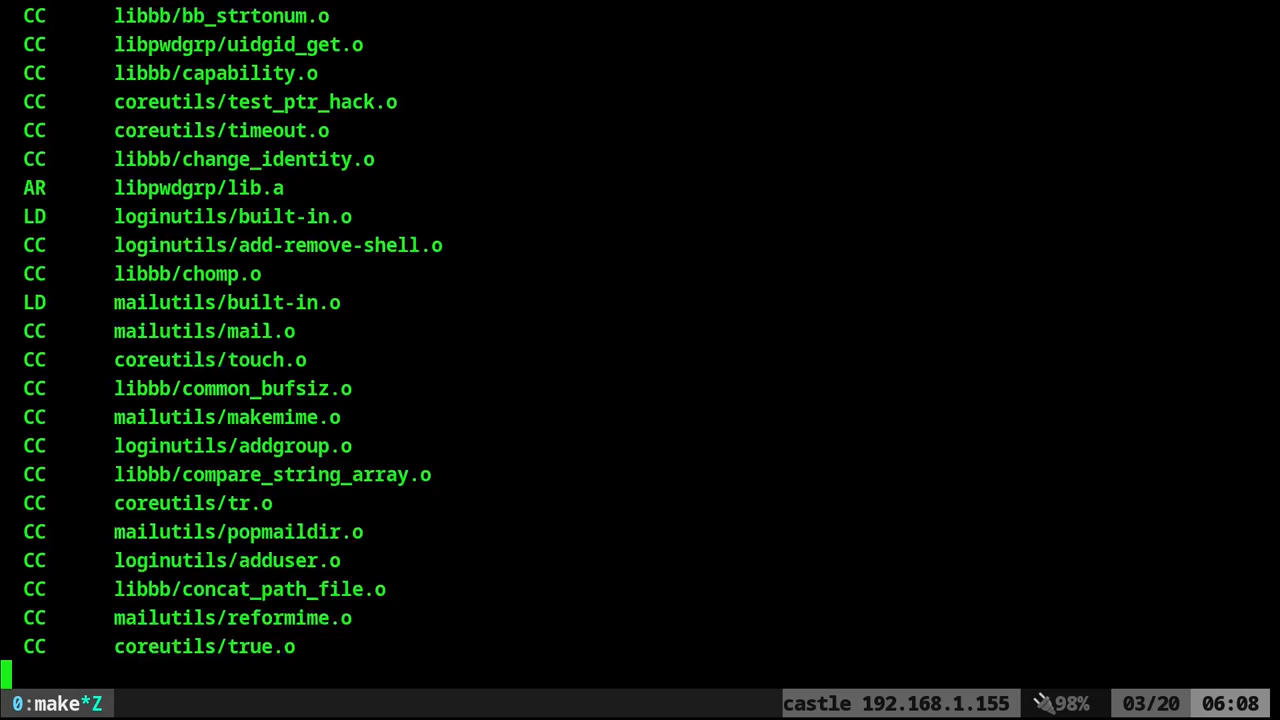 CC libbb/bb_strtonum.o
CC libpwdgrp/uidgid_get.o
CC libbb/capability.o
CC coreutils/test_ptr_hack.o
CC coreutils/timeout.o
CC libbb/change_identity.o
AR libpwdgrp/lib.a
LD loginutils/built-in.o
CC loginutils/add-remove-shell.o
CC libbb/chomp.o
LD mailutils/built-in.o
CC mailutils/mail.o
CC coreutils/touch.o
CC libbb/common_bufsiz.o
CC mailutils/makemime.o
CC loginutils/addgroup.o
CC libbb/compare_string_array.o
CC coreutils/tr.o
CC mailutils/popmaildir.o
CC loginutils/adduser.o
CC libbb/concat_path_file.o
CC mailutils/reformime.o
CC coreutils/true.o
0:make*Z castle 192.168.1.155 🔌98% 03/20 06:08